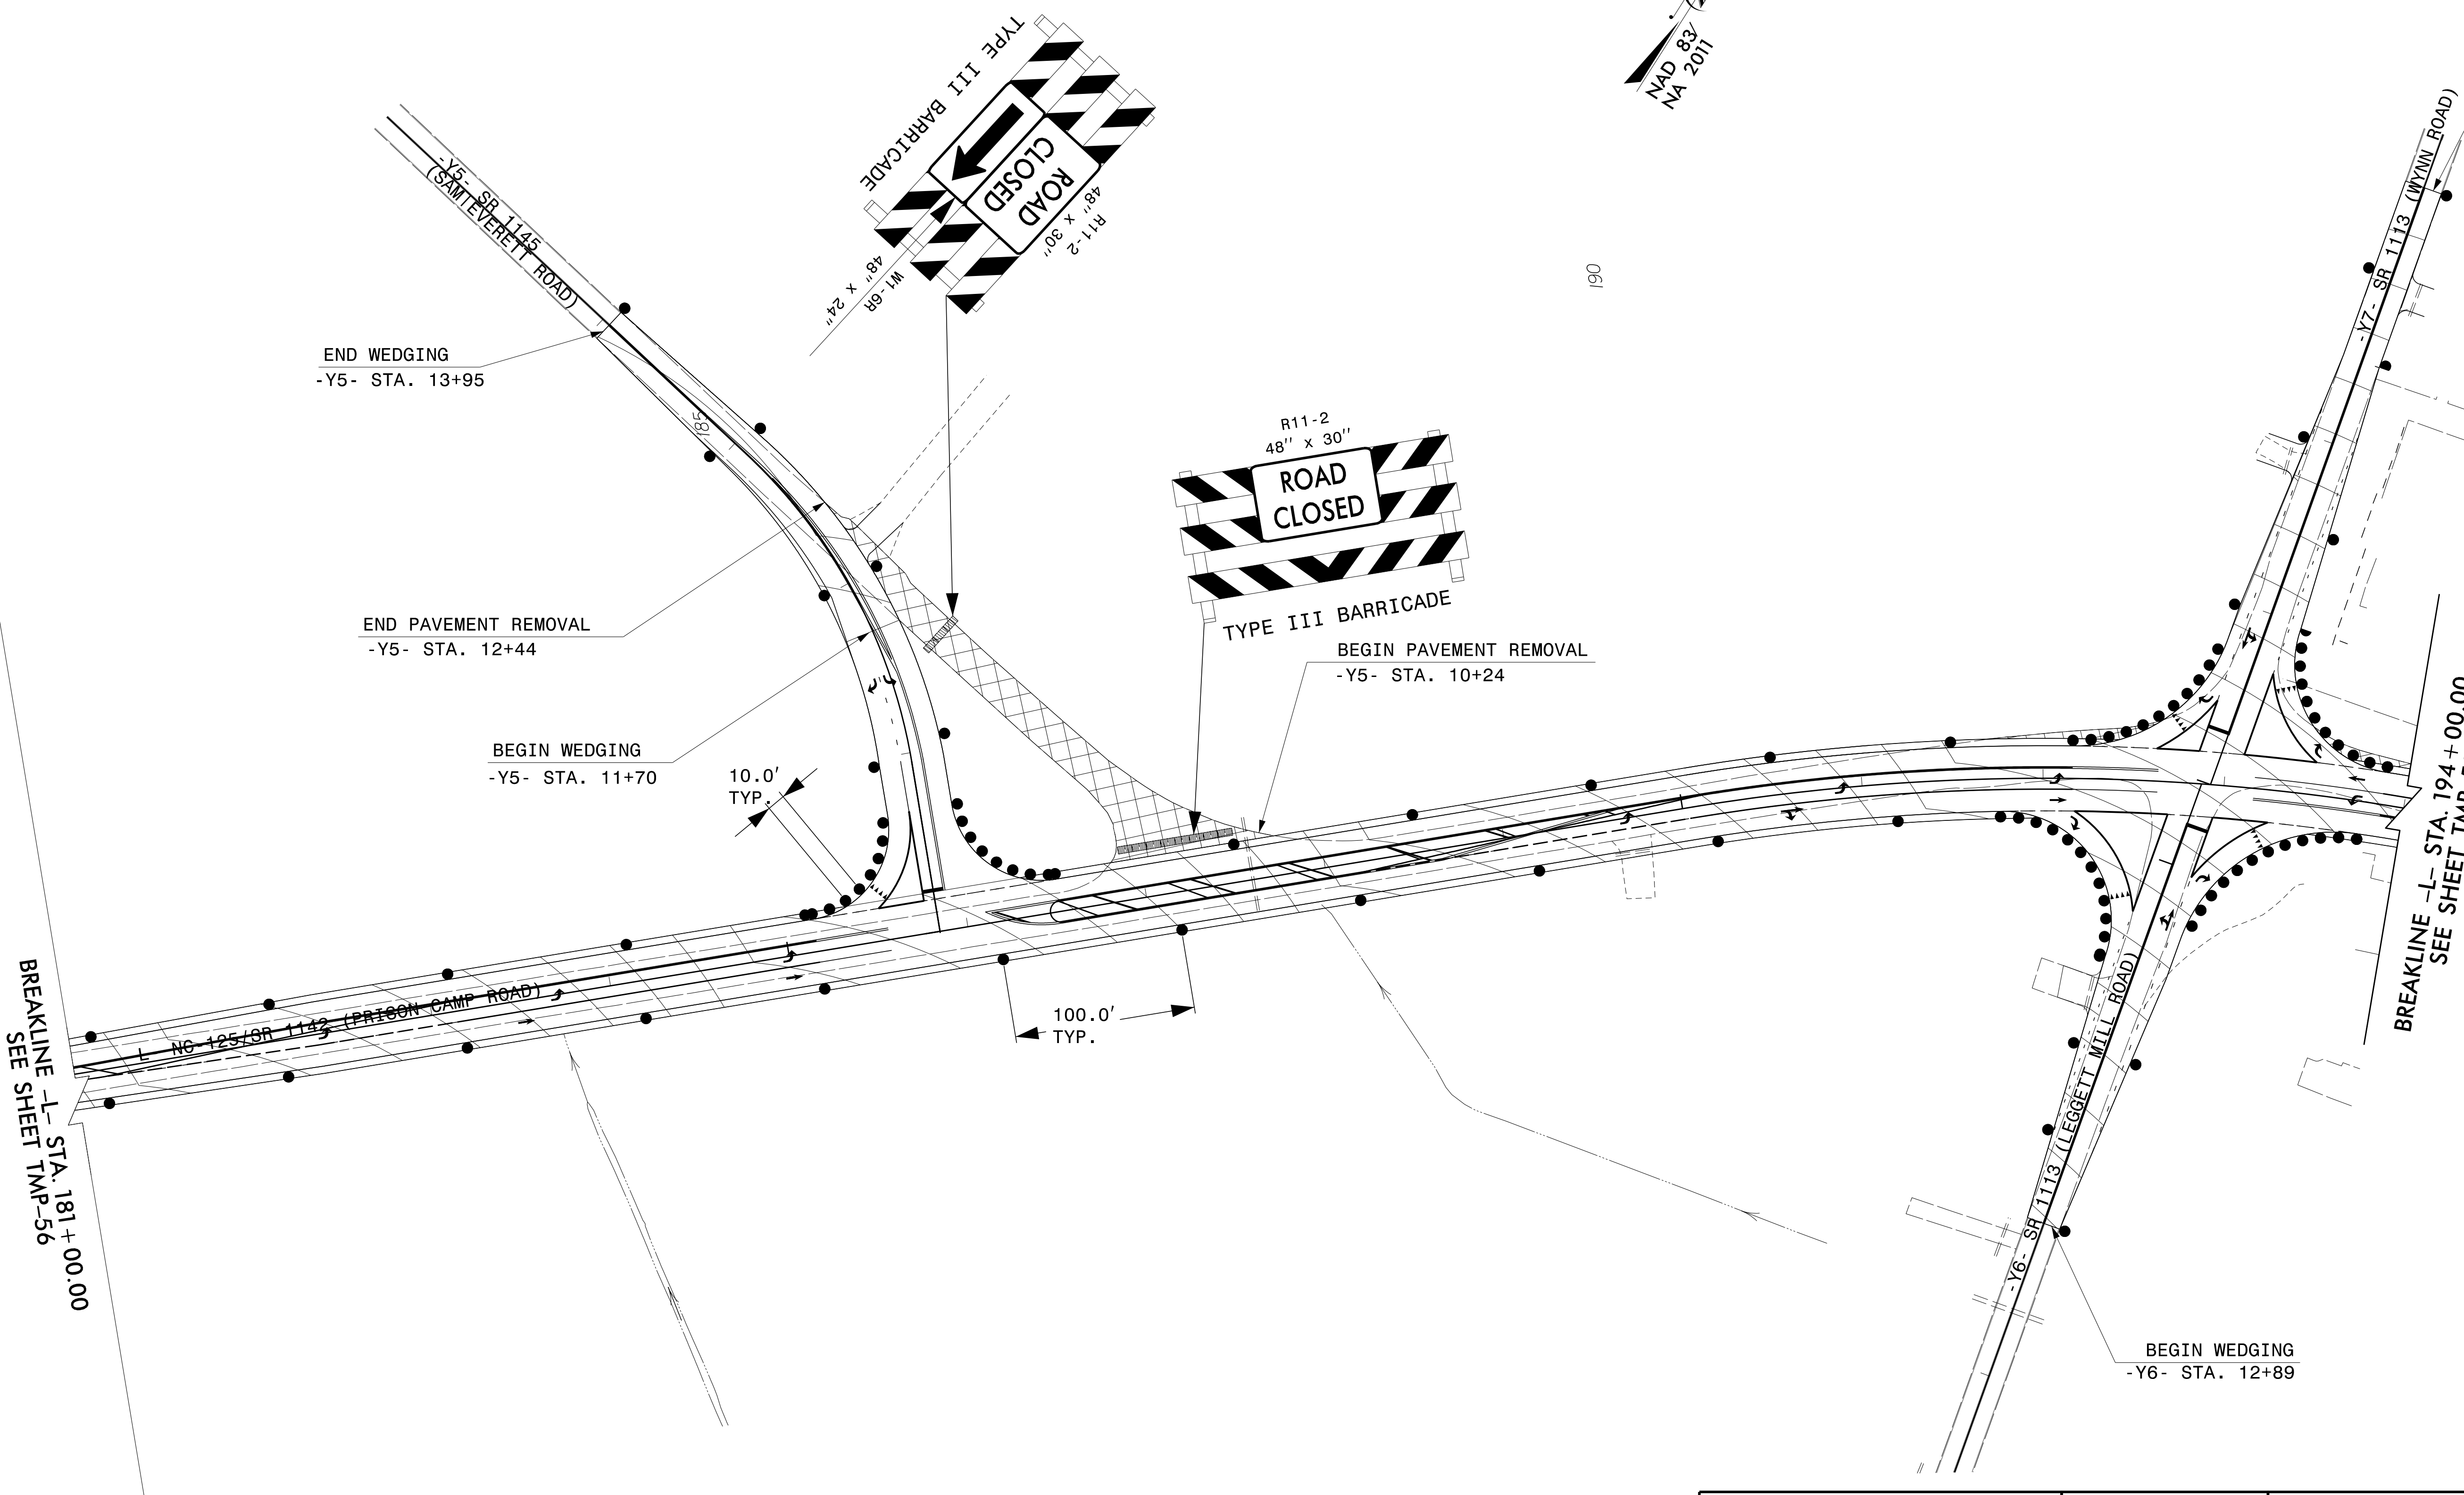 TYPE III BARRICADE
ROAD
CLOSED
R11-2
48" x 30"
W1-6R
48" x 24"
NAD 83/
NA 2011
-Y5- SR 1145
(SAM EVERETT ROAD)
END WEDGING
-Y5- STA. 13+95
185
190
R11-2
48'' x 30''
ROAD
CLOSED
TYPE III BARRICADE
END PAVEMENT REMOVAL
-Y5- STA. 12+44
BEGIN PAVEMENT REMOVAL
-Y5- STA. 10+24
BEGIN WEDGING
-Y5- STA. 11+70
10.0'
TYP.
100.0'
TYP.
-L- NC-125/SR 1142 (PRISON CAMP ROAD)
BREAKLINE -L- STA. 181+00.00
SEE SHEET TMP-56
-Y7- SR 1113 (WYNN ROAD)
BREAKLINE -L- STA. 194+00.00
SEE SHEET
-Y6- SR 1113 (LEGGETT MILL ROAD)
BEGIN WEDGING
-Y6- STA. 12+89